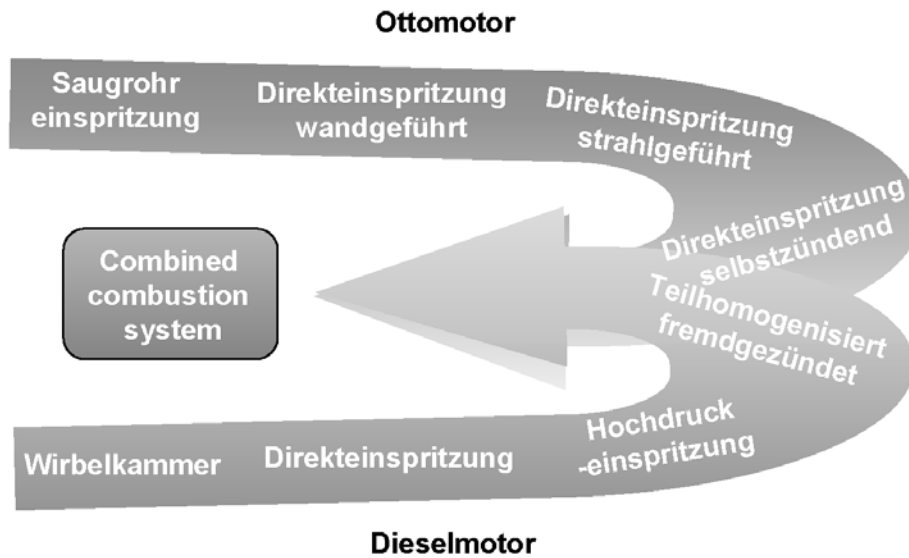 Ottomotor
Saugrohr
einspritzung
Direkteinspritzung
wandgeführt
Direkteinspritzung
strahlgeführt
Direkteinspritzung
selbstzündend
Combined
combustion
system
Teilhomogenisiert
fremdgezündet
Hochdruck
-einspritzung
Direkteinspritzung
Wirbelkammer
Dieselmotor